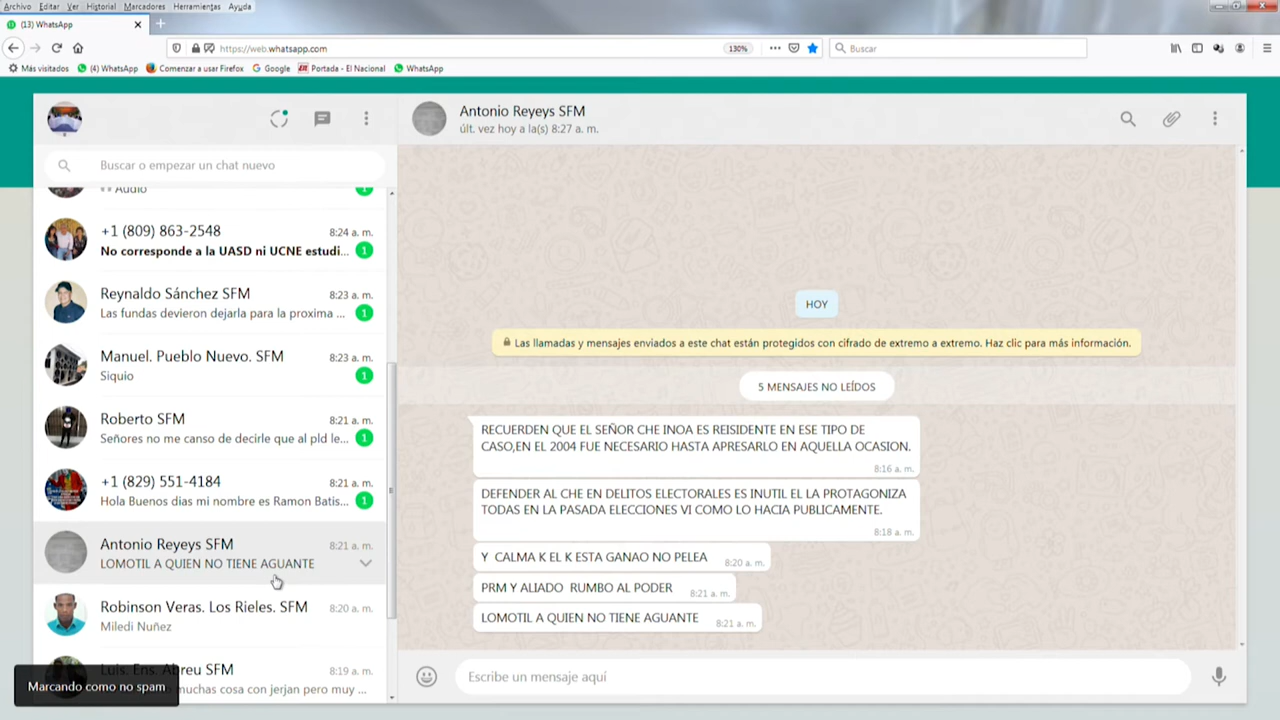 Archivo Editar Ver Historial Marcadores Herramientas Ayuda
(13) WhatsApp
https://web.whatsapp.com
130%
Buscar
Más visitados
(4) WhatsApp
Comenzar a usar Firefox
Google
Portada - El Nacional
WhatsApp
Buscar o empezar un chat nuevo
Audio
1
+1 (809) 863-2548
8:24 a. m.
No corresponde a la UASD ni UCNE estudi...
1
Reynaldo Sánchez SFM
8:23 a. m.
Las fundas devieron dejarla para la proxima ...
1
Manuel. Pueblo Nuevo. SFM
8:23 a. m.
Siquio
1
Roberto SFM
8:21 a. m.
Señores no me canso de decirle que al pld le...
1
+1 (829) 551-4184
8:21 a. m.
Hola Buenos dias mi nombre es Ramon Batis...
1
Antonio Reyeys SFM
8:21 a. m.
LOMOTIL A QUIEN NO TIENE AGUANTE
Robinson Veras. Los Rieles. SFM
8:20 a. m.
Miledi Nuñez
Luis. Ens. Abreu SFM
8:19 a. m.
muchas cosa con jerjan pero muy ...
Marcando como no spam
Antonio Reyeys SFM
últ. vez hoy a la(s) 8:27 a. m.
HOY
Las llamadas y mensajes enviados a este chat están protegidos con cifrado de extremo a extremo. Haz clic para más información.
5 MENSAJES NO LEÍDOS
RECUERDEN QUE EL SEÑOR CHE INOA ES REISIDENTE EN ESE TIPO DE
CASO,EN EL 2004 FUE NECESARIO HASTA APRESARLO EN AQUELLA OCASION.
8:16 a. m.
DEFENDER AL CHE EN DELITOS ELECTORALES ES INUTIL EL LA PROTAGONIZA
TODAS EN LA PASADA ELECCIONES VI COMO LO HACIA PUBLICAMENTE.
8:18 a. m.
Y CALMA K EL K ESTA GANAO NO PELEA
8:20 a. m.
PRM Y ALIADO RUMBO AL PODER
8:21 a. m.
LOMOTIL A QUIEN NO TIENE AGUANTE
8:21 a. m.
Escribe un mensaje aquí